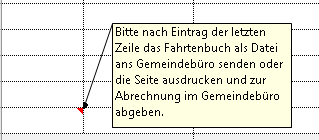 Bitte nach Eintrag der letzten
Zeile das Fahrtenbuch als Datei
ans Gemeindebüro senden oder
die Seite ausdrucken und zur
Abrechnung im Gemeindebüro
abgeben.